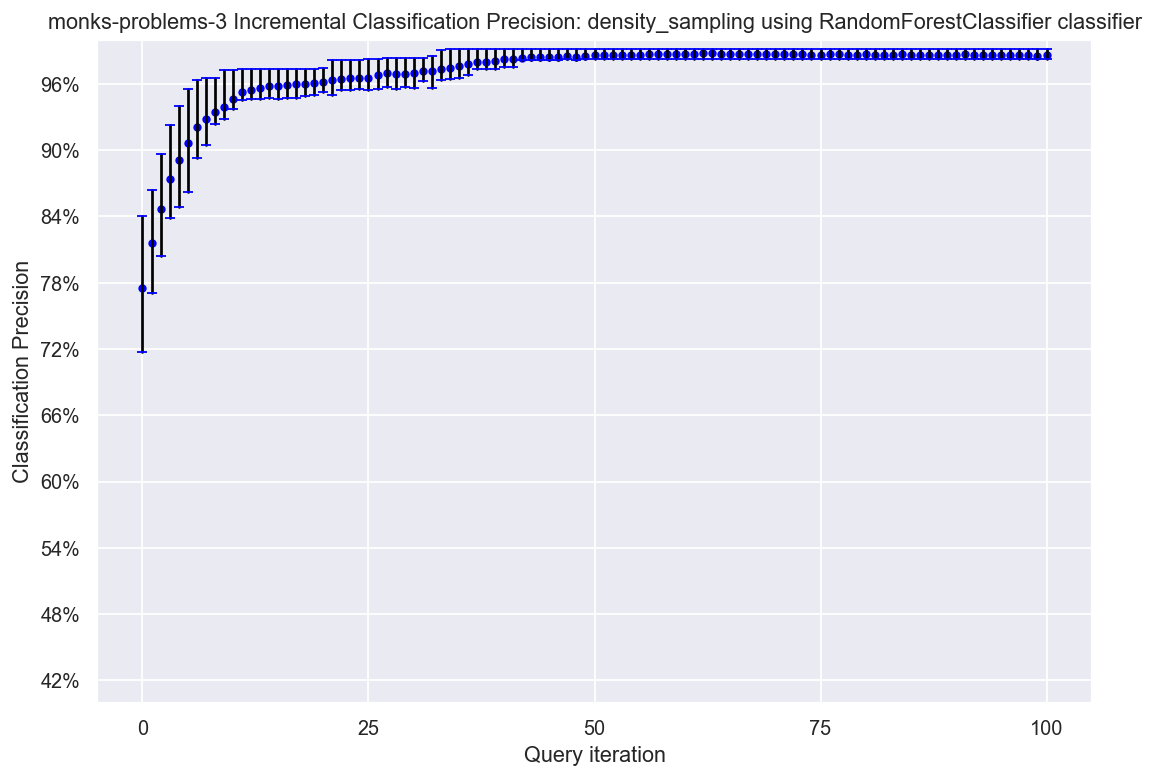 monks-problems-3 Incremental Classification Precision: density_sampling using RandomForestClassifier classifier
96%
90%
84%
78%
72%
66%
60%
54%
48%
42%
Classification Precision
0 25 50 75 100
Query iteration